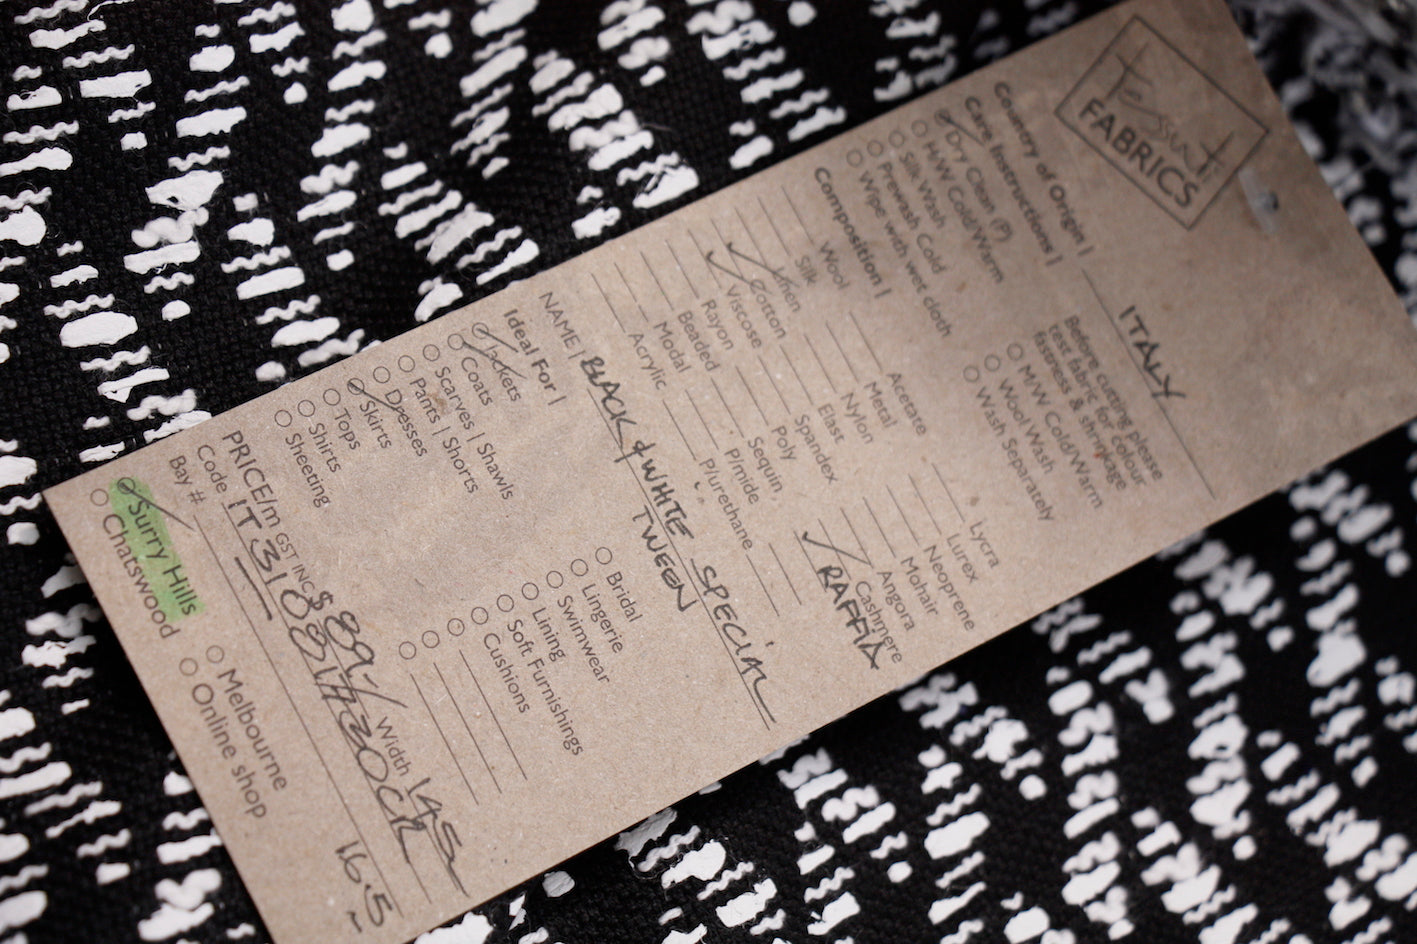 Tessuti
FABRICS
Country of Origin | ITALY
Care Instructions |
Before cutting please
test fabric for colour
fastness & shrinkage
Dry Clean (P)
H/W Cold/Warm
Silk Wash
Prewash Cold
Wipe with wet cloth
M/W Cold/Warm
Wool Wash
Wash Separately
Composition |
Wool
Silk
Linen
Cotton
Viscose
Rayon
Beaded
Modal
Acrylic
Acetate
Metal
Nylon
Elast
Spandex
Poly
Sequin
P/mide
P/urethane
Lycra
Lurex
Neoprene
Mohair
Angora
Cashmere
RAFFIA
NAME | BLACK & WHITE SPECIAL
TWEEN
Ideal For |
Jackets
Coats
Scarves | Shawls
Pants | Shorts
Dresses
Skirts
Tops
Shirts
Sheeting
Bridal
Lingerie
Swimwear
Lining
Soft Furnishings
Cushions
PRICE/m GST INC $89-/ Width 145
Code
Bay # 16.5
Surry Hills
Chatswood
Melbourne
Online shop